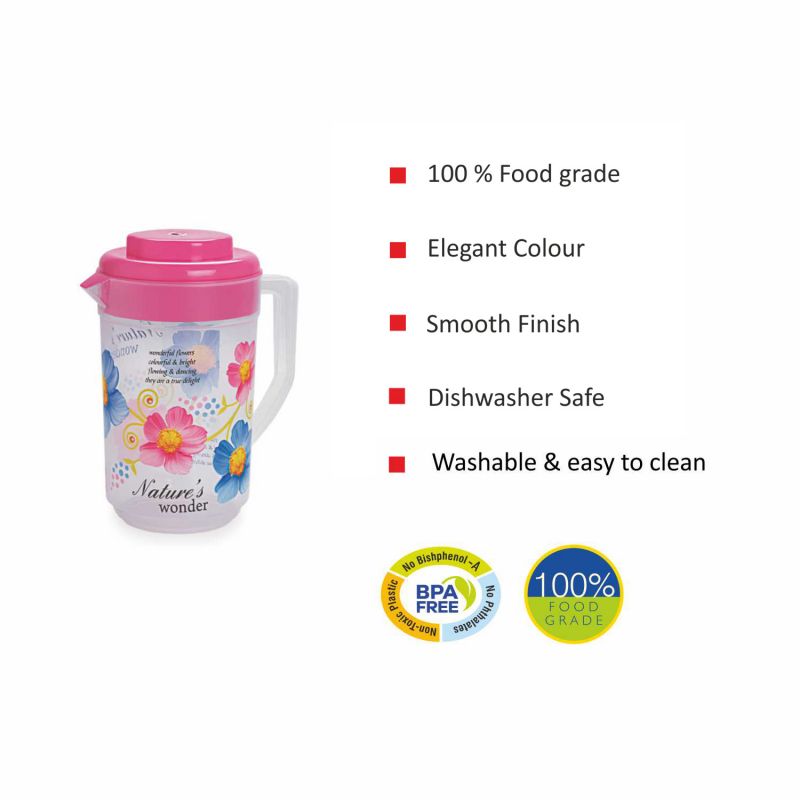 100 % Food grade
Elegant Colour
Smooth Finish
Dishwasher Safe
Washable & easy to clean
wonderful flowers
colourful & bright
flowing & dancing
they are a true delight
Nature's
wonder
No Bishphenol-A
BPA
FREE
Non-Toxic Plastic
No Phthalates
100%
FOOD
GRADE